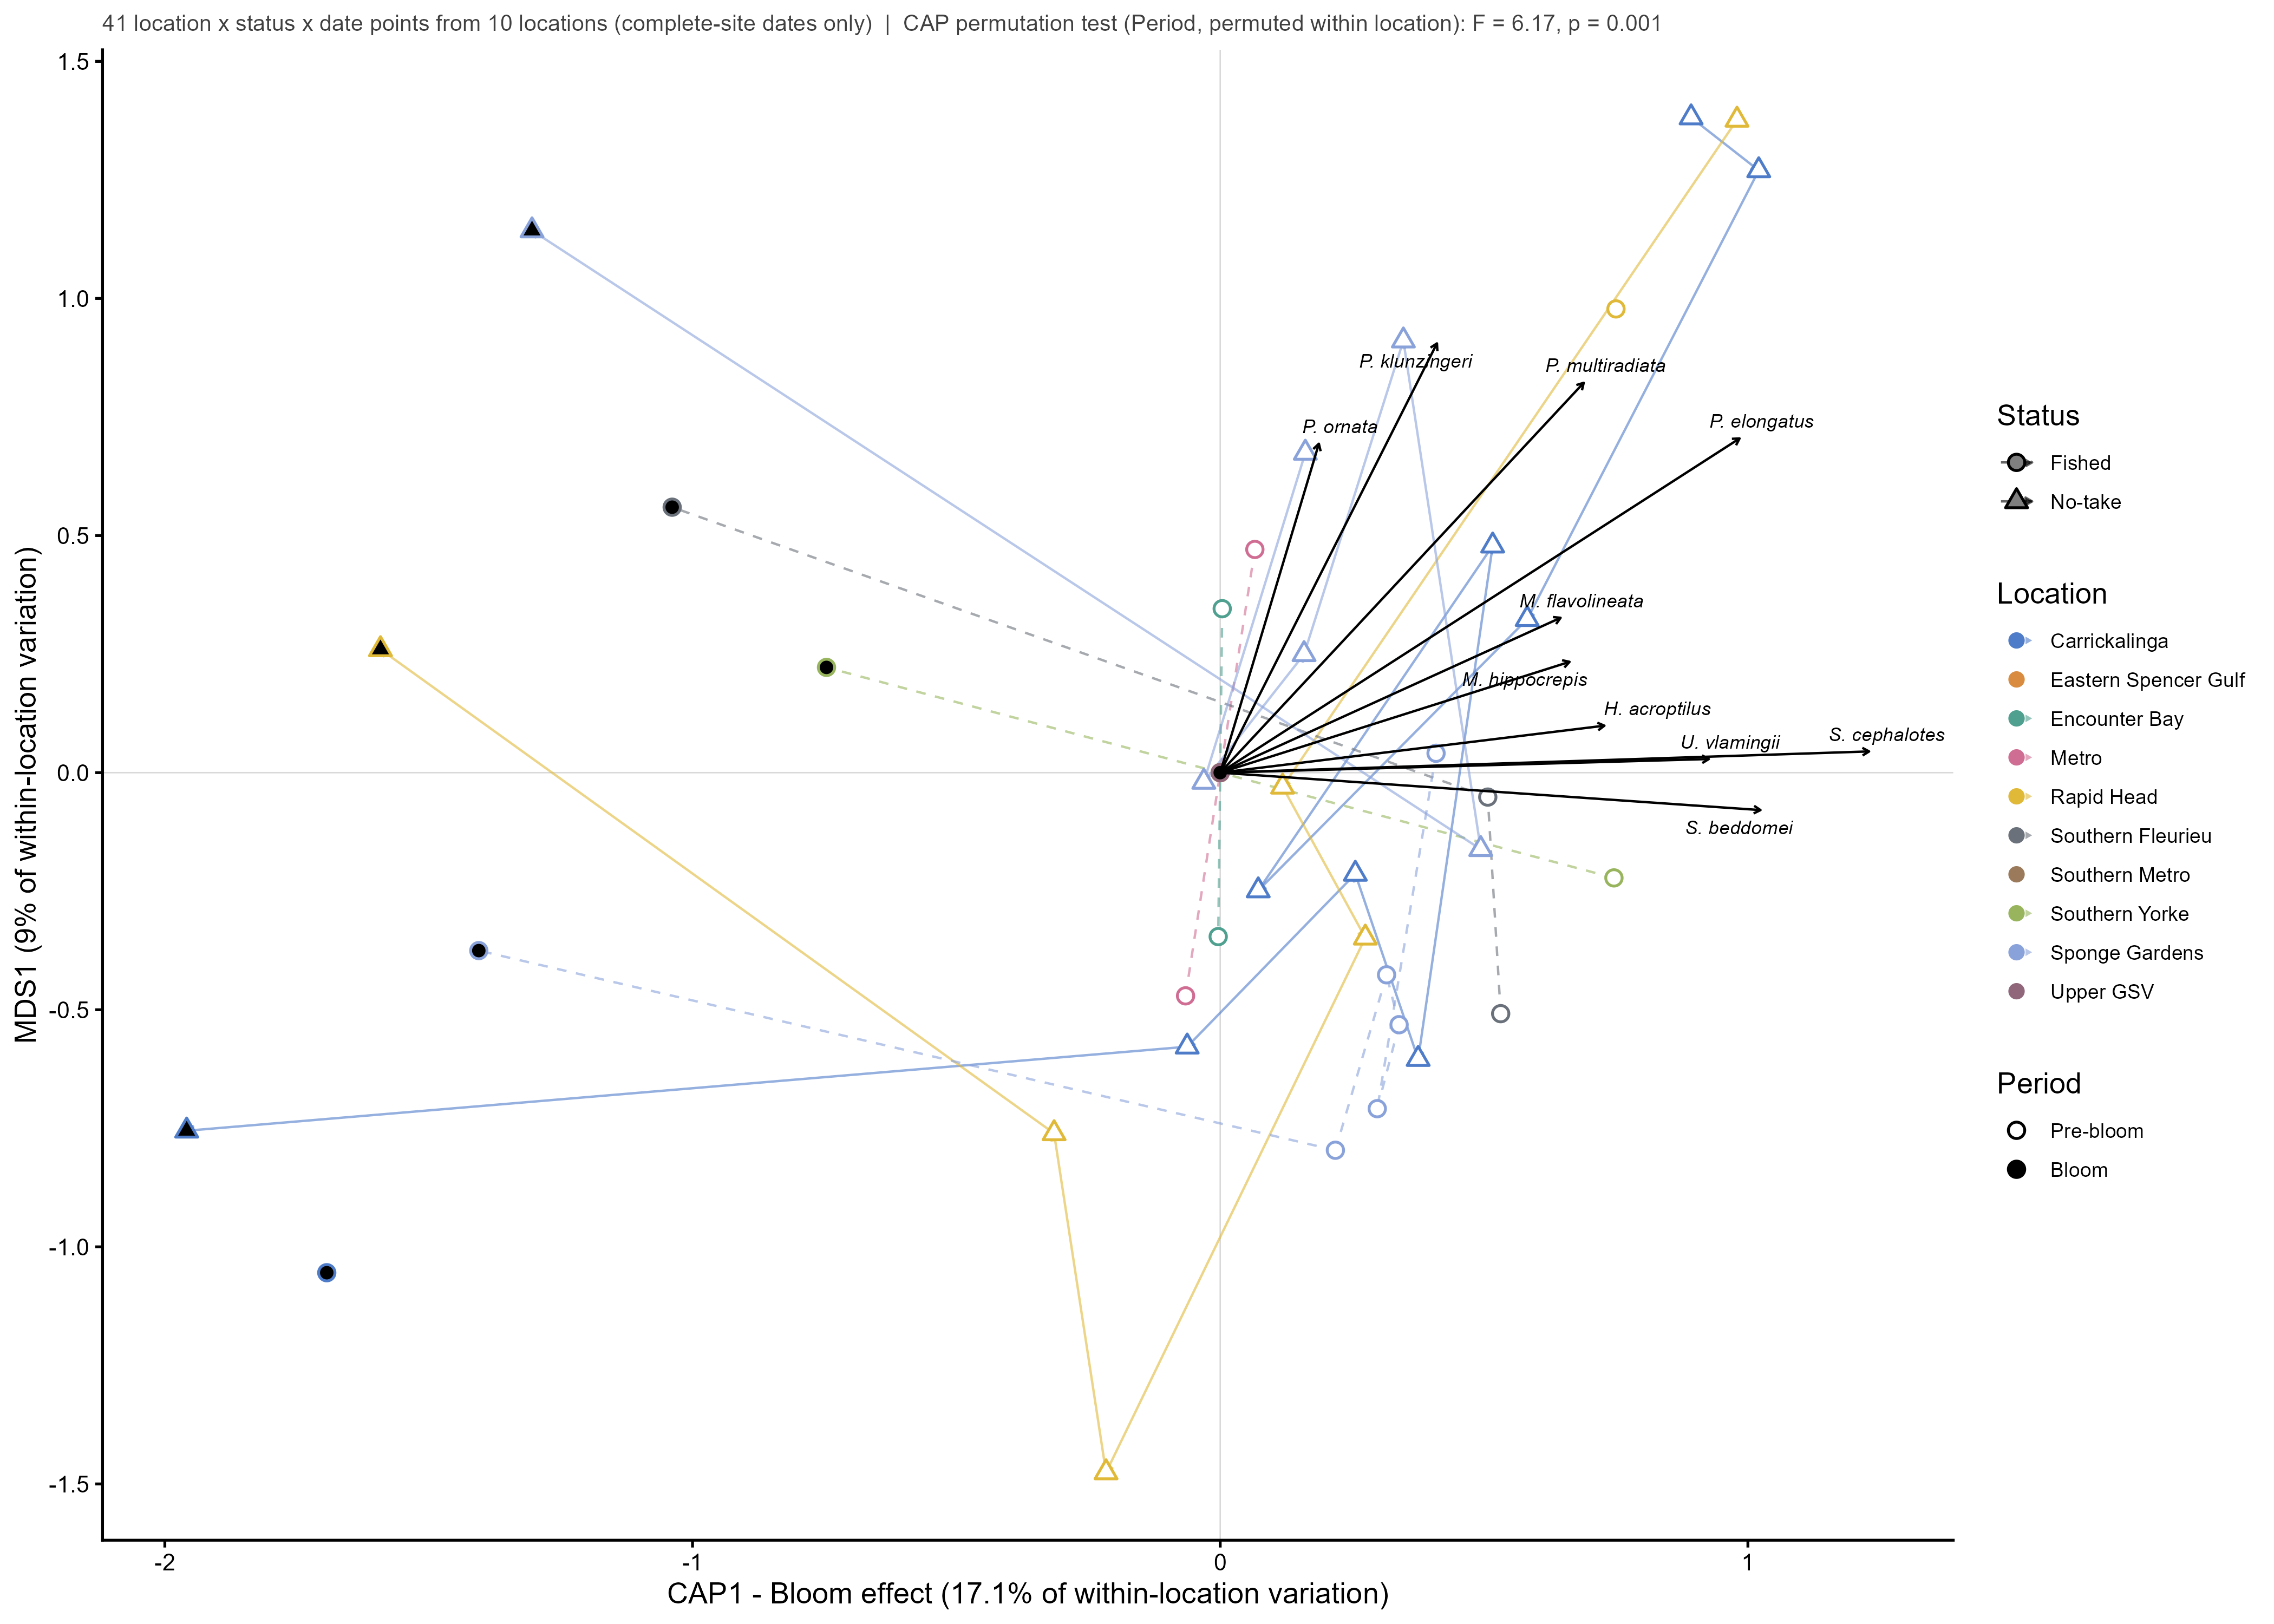 41 location x status x date points from 10 locations (complete-site dates only) | CAP permutation test (Period, permuted within location): F = 6.17, p = 0.001
MDS1 (9% of within-location variation)
1.5
1.0
0.5
0.0
-0.5
-1.0
-1.5
P. klunzingeri
P. multiradiata
P. ornata
P. elongatus
M. flavolineata
M. hippocrepis
H. acroptilus
S. cephalotes
U. vlamingii
S. beddomei
-2
-1
0
1
CAP1 - Bloom effect (17.1% of within-location variation)
Status
Fished
No-take
Location
Carrickalinga
Eastern Spencer Gulf
Encounter Bay
Metro
Rapid Head
Southern Fleurieu
Southern Metro
Southern Yorke
Sponge Gardens
Upper GSV
Period
Pre-bloom
Bloom